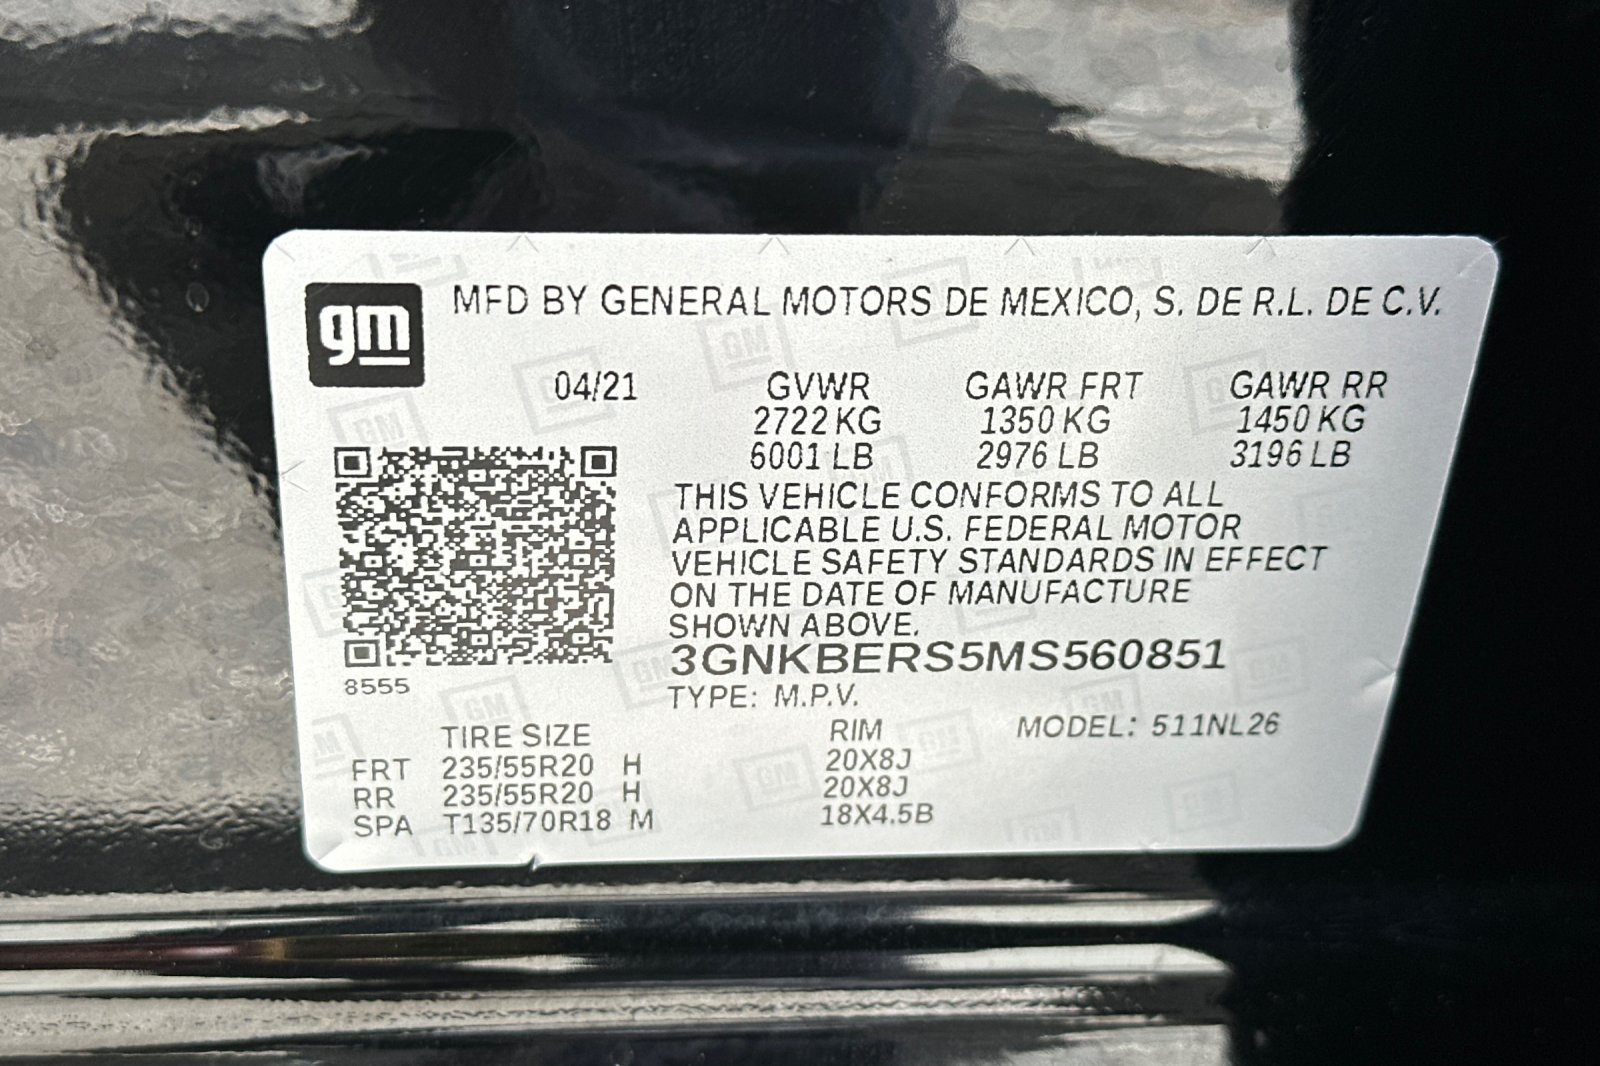 gm
MFD BY GENERAL MOTORS DE MEXICO, S. DE R.L. DE C.V.
04/21 GVWR GAWR FRT GAWR RR
2722 KG 1350 KG 1450 KG
6001 LB 2976 LB 3196 LB
THIS VEHICLE CONFORMS TO ALL
APPLICABLE U.S. FEDERAL MOTOR
VEHICLE SAFETY STANDARDS IN EFFECT
ON THE DATE OF MANUFACTURE
SHOWN ABOVE.
3GNKBERS5MS560851
8555
TYPE: M.P.V.
TIRE SIZE RIM MODEL: 511NL26
FRT 235/55R20 H 20X8J
RR 235/55R20 H 20X8J
SPA T135/70R18 M 18X4.5B